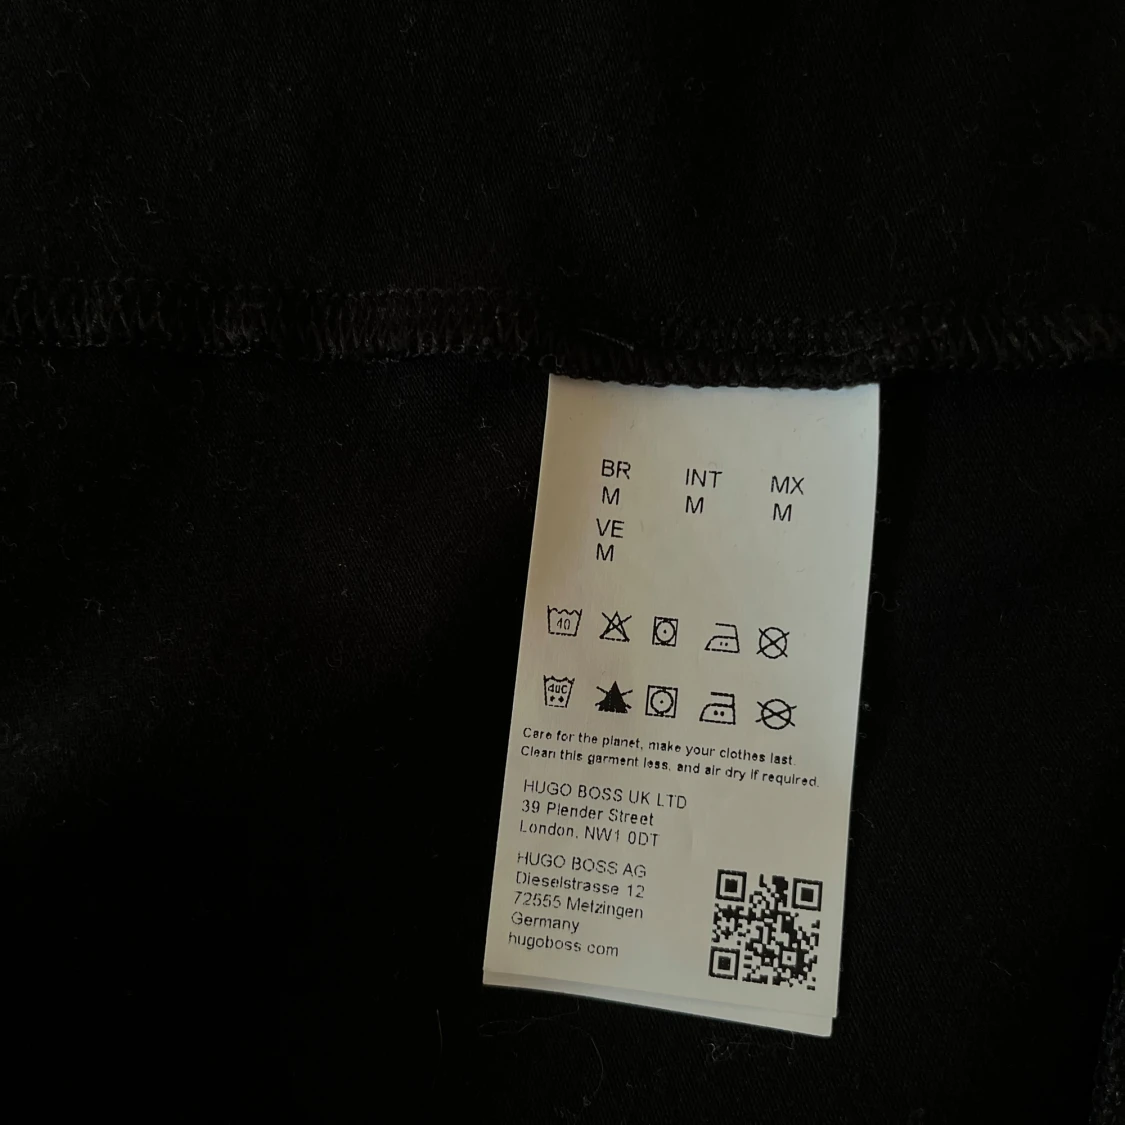 BR INT MX
M M M
VE
M
40
40C
Care for the planet, make your clothes last.
Clean this garment less, and air dry if required.
HUGO BOSS UK LTD
39 Plender Street
London, NW1 0DT
HUGO BOSS AG
Dieselstrasse 12
72555 Metzingen
Germany
hugoboss com